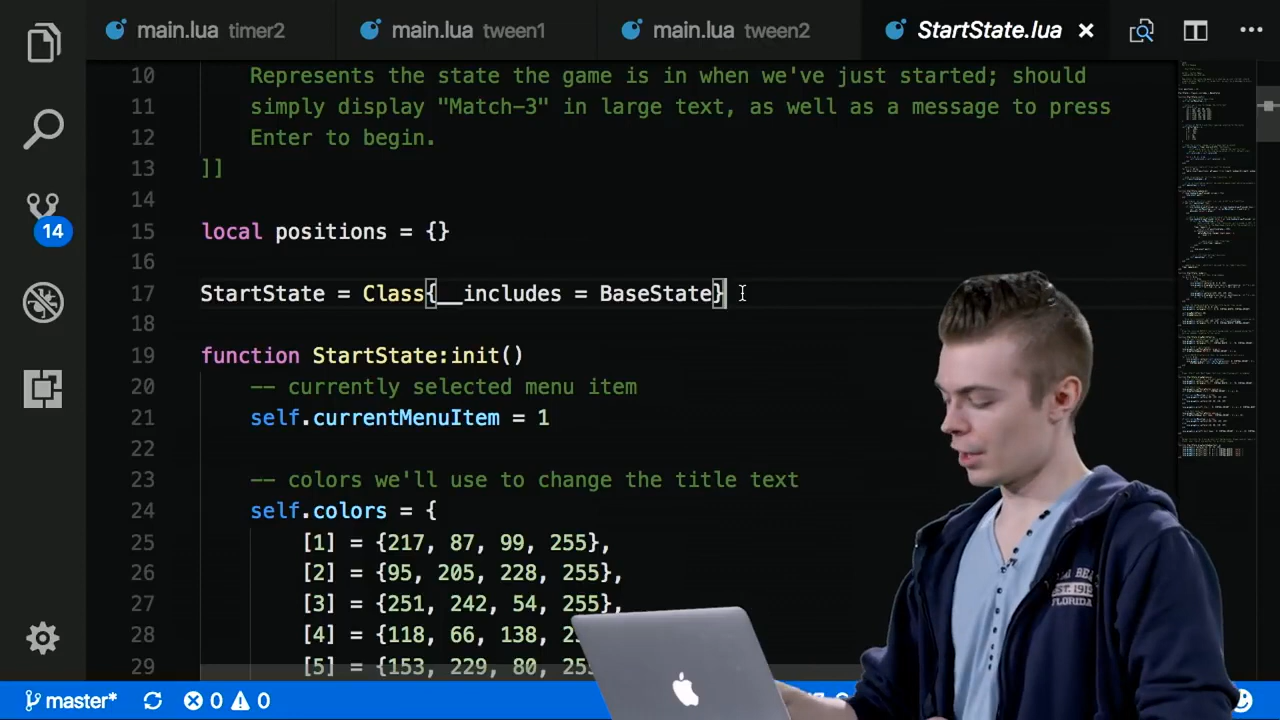 main.lua timer2
main.lua tween1
main.lua tween2
StartState.lua
10 Represents the state the game is in when we've just started; should
11 simply display "Match-3" in large text, as well as a message to press
12 Enter to begin.
13 ]]
14
15 local positions = {}
16
17 StartState = Class{__includes = BaseState}
18
19 function StartState:init()
20 -- currently selected menu item
21 self.currentMenuItem = 1
22
23 -- colors we'll use to change the title text
24 self.colors = {
25 [1] = {217, 87, 99, 255},
26 [2] = {95, 205, 228, 255},
27 [3] = {251, 242, 54, 255},
28 [4] = {118, 66, 138,
29 [5] = {153, 229, 80,
14
master* 0 0
EST. 1913
FLORIDA